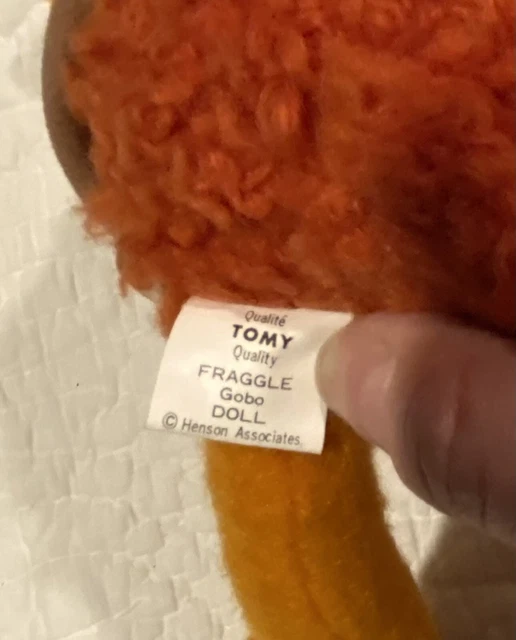 Qualité
TOMY
Quality
FRAGGLE
Gobo
DOLL
© Henson Associates.